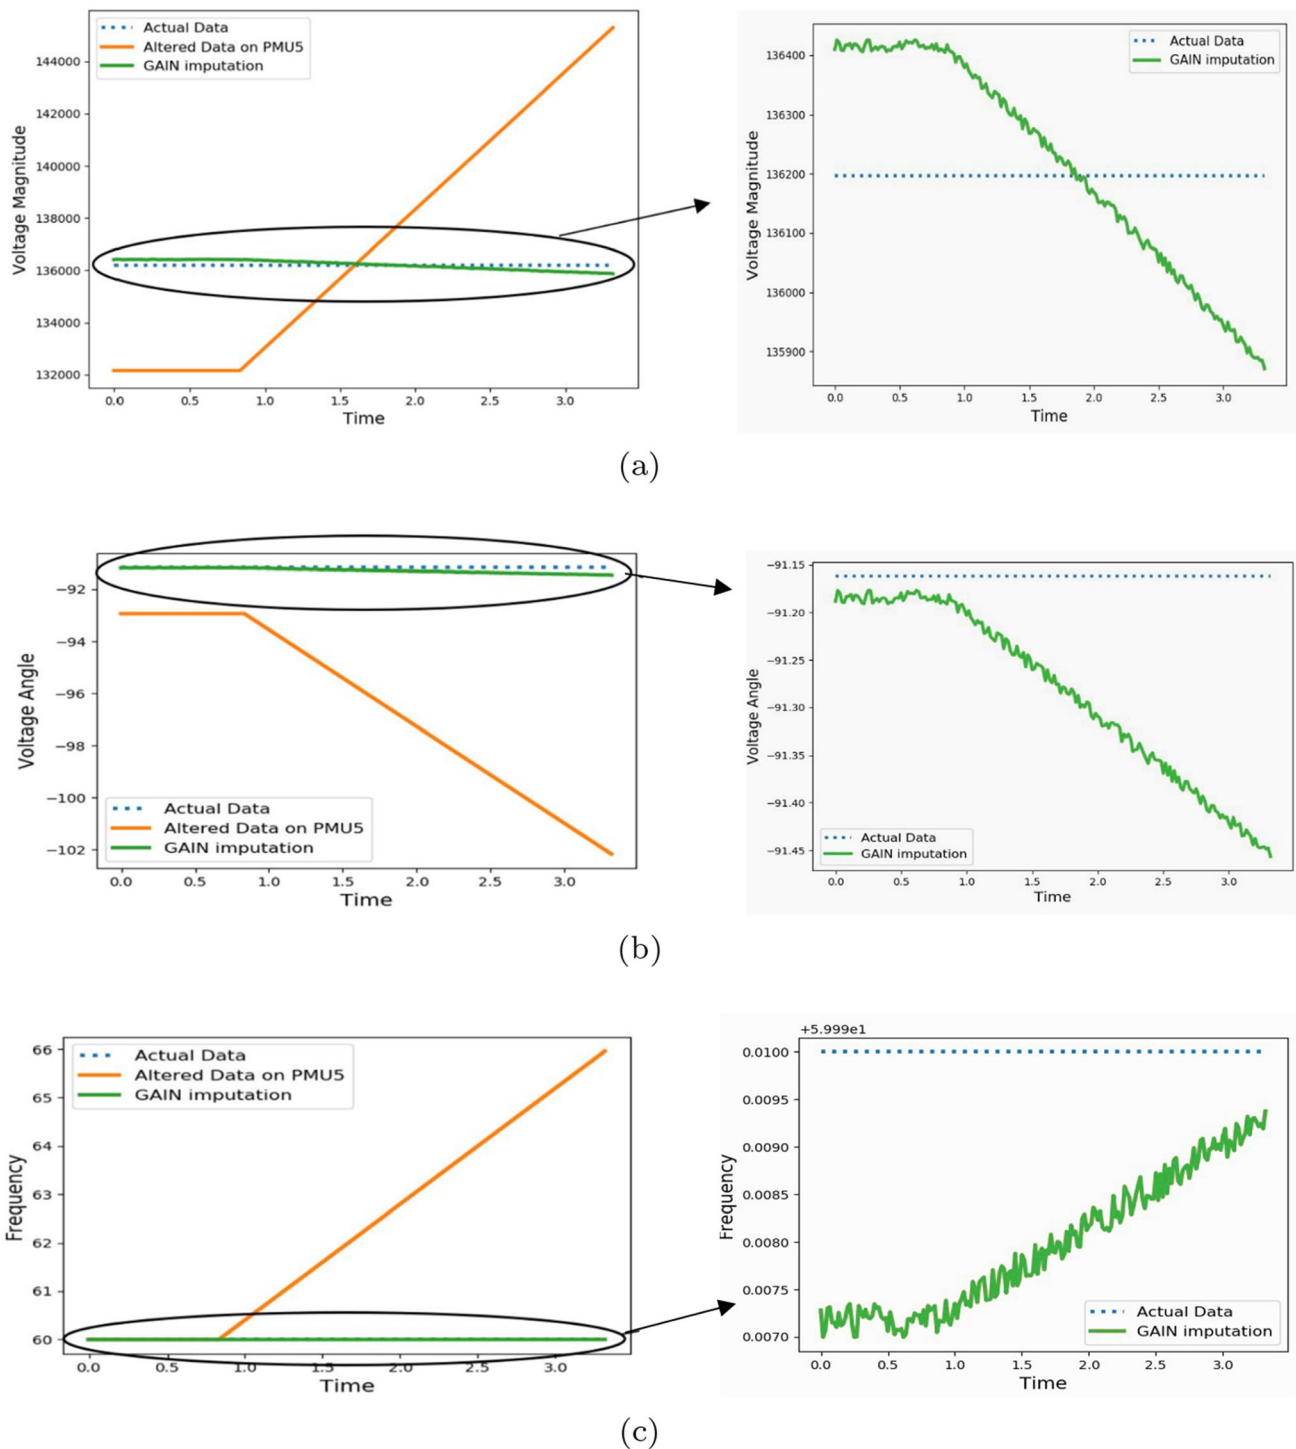 Actual Data
Altered Data on PMU5
GAIN imputation
144000
142000
140000
138000
136000
134000
132000
Voltage Magnitude
0.0 0.5 1.0 1.5 2.0 2.5 3.0
Time
Actual Data
GAIN imputation
136400
136300
136200
136100
136000
135900
Voltage Magnitude
0.0 0.5 1.0 1.5 2.0 2.5 3.0
Time
(a)
−92
−94
−96
−98
−100
−102
Voltage Angle
Actual Data
Altered Data on PMU5
GAIN imputation
0.0 0.5 1.0 1.5 2.0 2.5 3.0
Time
−91.15
−91.20
−91.25
−91.30
−91.35
−91.40
−91.45
Voltage Angle
Actual Data
GAIN imputation
0.0 0.5 1.0 1.5 2.0 2.5 3.0
Time
(b)
66
65
64
63
62
61
60
Frequency
Actual Data
Altered Data on PMU5
GAIN imputation
0.0 0.5 1.0 1.5 2.0 2.5 3.0
Time
+5.999e1
0.0100
0.0095
0.0090
0.0085
0.0080
0.0075
0.0070
Frequency
Actual Data
GAIN imputation
0.0 0.5 1.0 1.5 2.0 2.5 3.0
Time
(c)